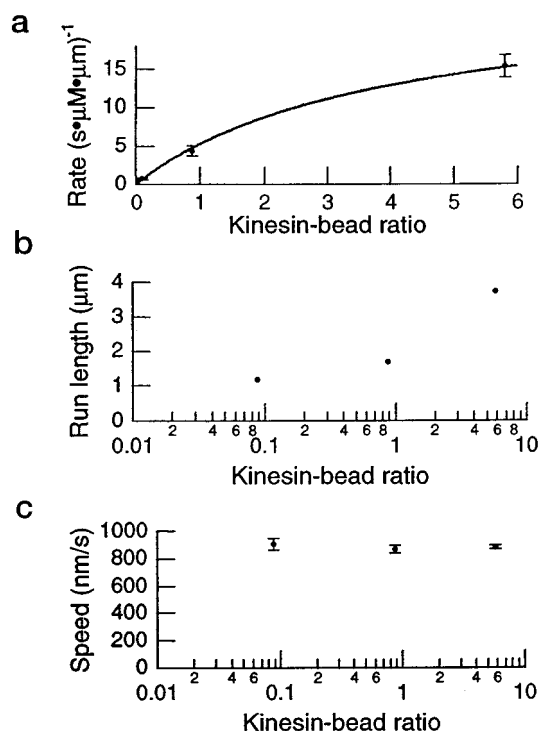 a
Rate (s•μM•μm)⁻¹
15
10
5
0
0 1 2 3 4 5 6
Kinesin-bead ratio
b
Run length (μm)
4
3
2
1
0
2 4 6 8 2 4 6 8 2 4 6 8
0.01 0.1 1 10
Kinesin-bead ratio
c
Speed (nm/s)
1000
800
600
400
200
0
2 4 6 2 4 6 2 4 6
0.01 0.1 1 10
Kinesin-bead ratio